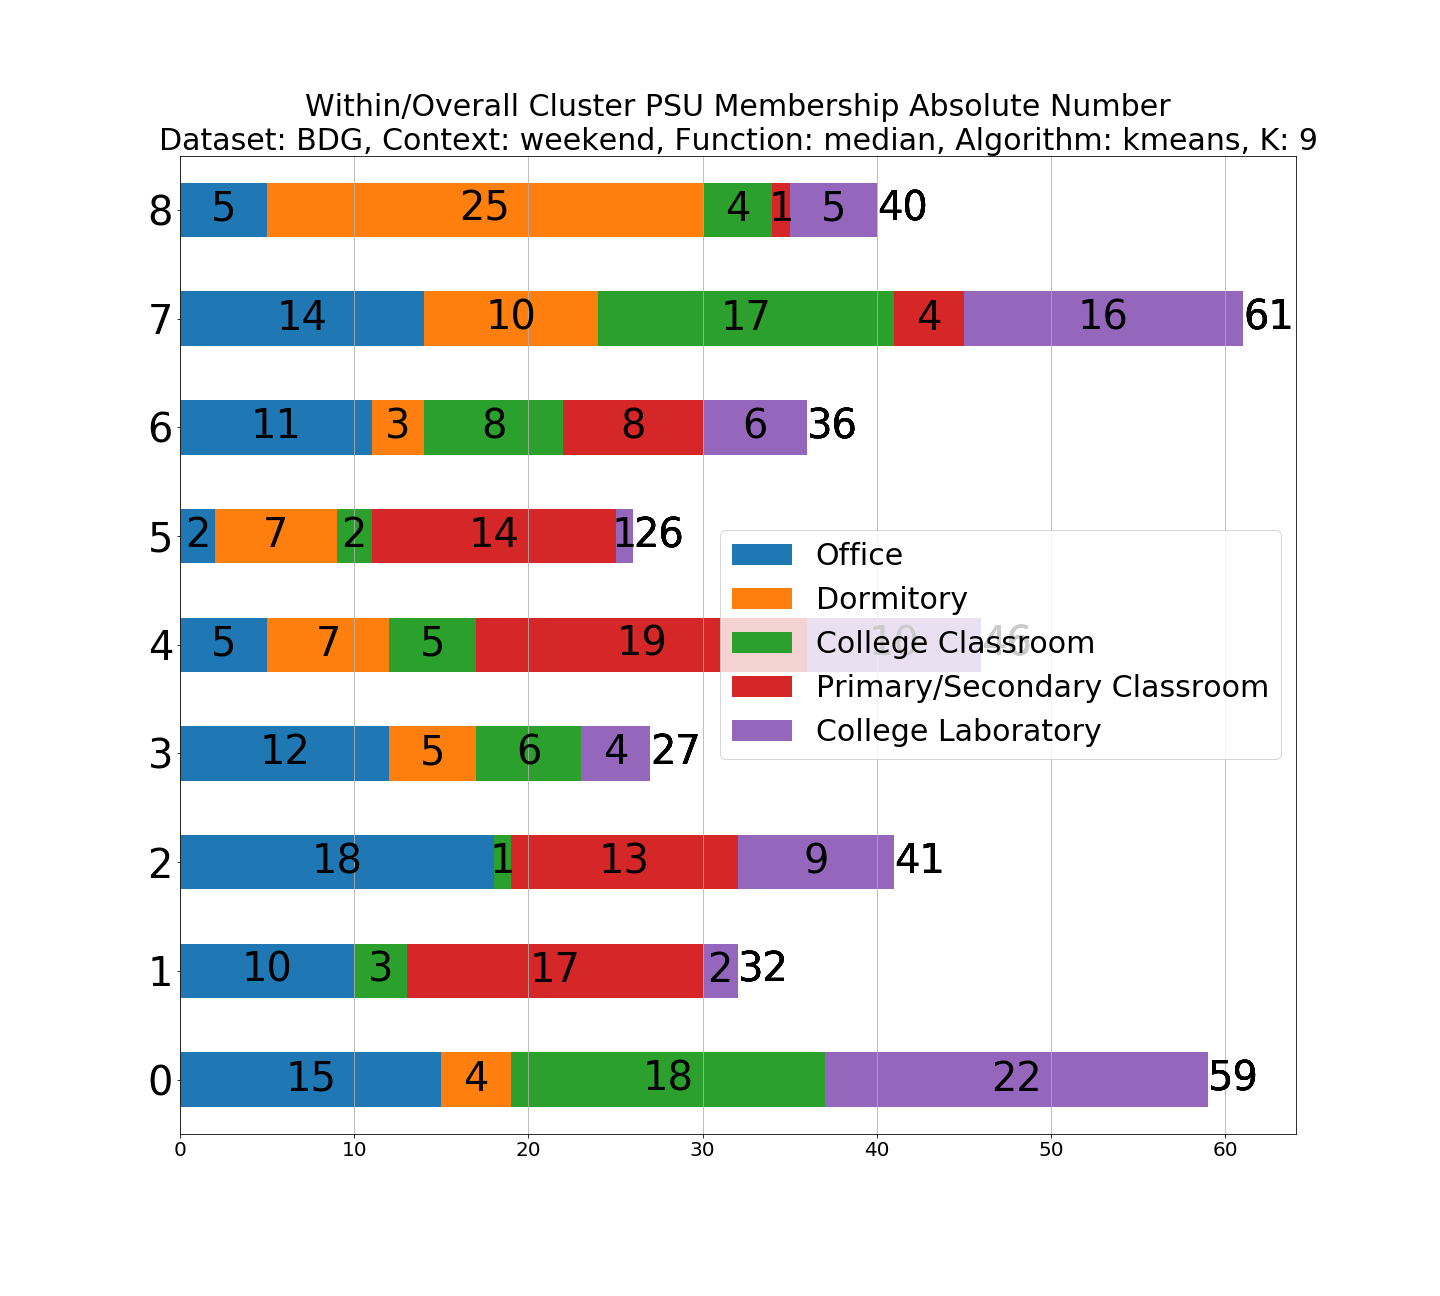 Within/Overall Cluster PSU Membership Absolute Number
Dataset: BDG, Context: weekend, Function: median, Algorithm: kmeans, K: 9
8 5 25 4 1 5 40
7 14 10 17 4 16 61
6 11 3 8 8 6 36
5 2 7 2 14 1 26
Office
Dormitory
4 5 7 5 19 10 46
College Classroom
Primary/Secondary Classroom
College Laboratory
3 12 5 6 4 27
2 18 1 13 9 41
1 10 3 17 2 32
0 15 4 18 22 59
0 10 20 30 40 50 60